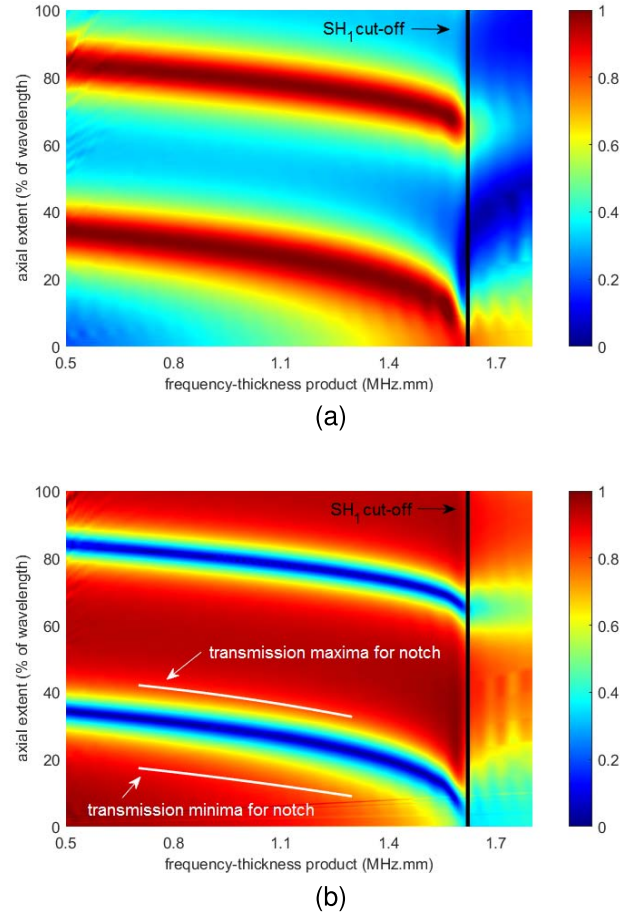 100
80
60
40
20
0
axial extent (% of wavelength)
SH1 cut-off
0.5 0.8 1.1 1.4 1.7
frequency-thickness product (MHz.mm)
1
0.8
0.6
0.4
0.2
0
(a)
100
80
60
40
20
0
axial extent (% of wavelength)
SH1 cut-off
transmission maxima for notch
transmission minima for notch
0.5 0.8 1.1 1.4 1.7
frequency-thickness product (MHz.mm)
1
0.8
0.6
0.4
0.2
0
(b)